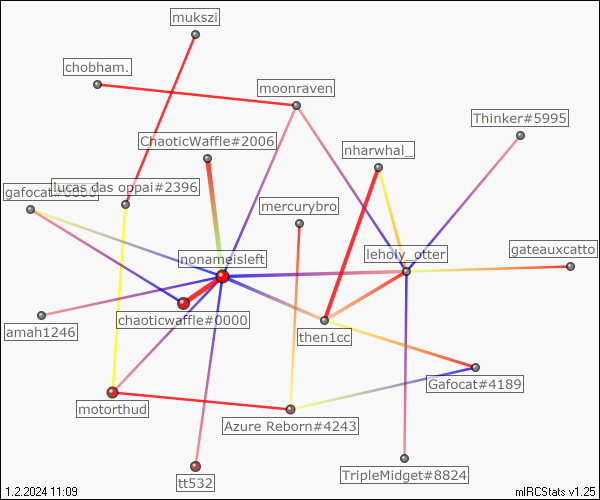 mukszi
chobham.
moonraven
Thinker#5995
ChaoticWaffle#2006
nharwhal_
lucas das oppai#2396
gafocat#0000
mercurybro
leholy_otter
gateauxcatto
nonameisleft
chaoticwaffle#0000
amah1246
then1cc
Gafocat#4189
motorthud
Azure Reborn#4243
TripleMidget#8824
tt532
1.2.2024 11:09
mIRCStats v1.25